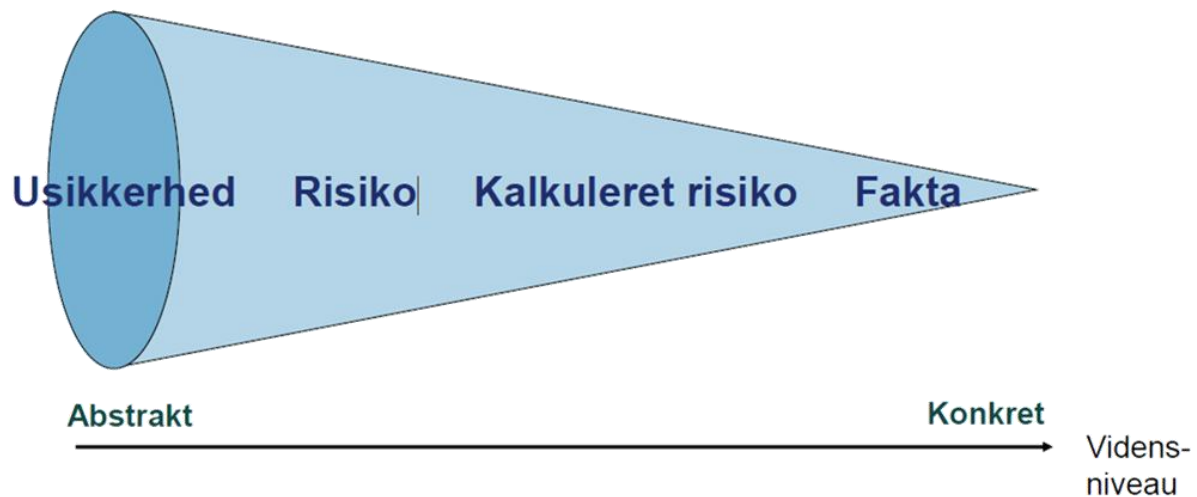 Usikkerhed Risiko Kalkuleret risiko Fakta
Abstrakt Konkret
Videns-
niveau